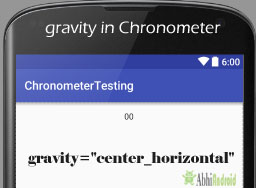 gravity in Chronometer
6:00
ChronometerTesting
00
gravity="center_horizontal"
AbhiAndroid